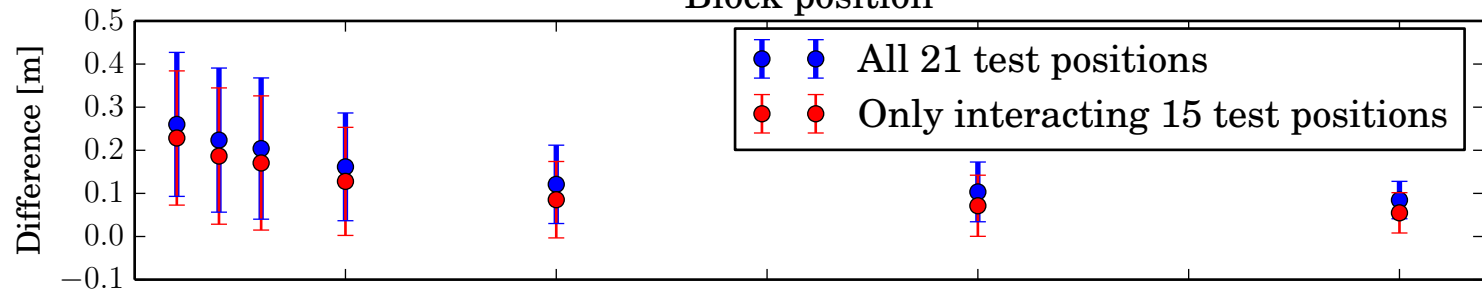 Block position
0.5
0.4
0.3
0.2
0.1
0.0
−0.1
Difference [m]
All 21 test positions
Only interacting 15 test positions